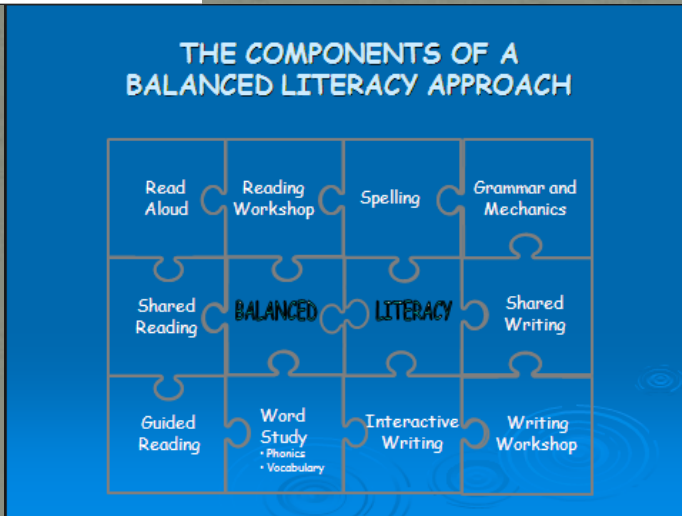 THE COMPONENTS OF A
BALANCED LITERACY APPROACH
Read
Aloud
Reading
Workshop
Spelling
Grammar and
Mechanics
Shared
Reading
BALANCED
LITERACY
Shared
Writing
Guided
Reading
Word
Study
• Phonics
• Vocabulary
Interactive
Writing
Writing
Workshop